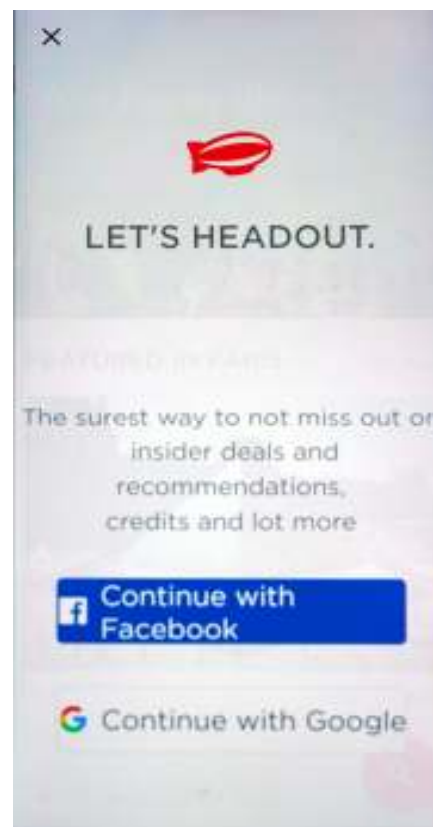 LET'S HEADOUT.
The surest way to not miss out on
insider deals and
recommendations,
credits and lot more
Continue with
Facebook
Continue with Google